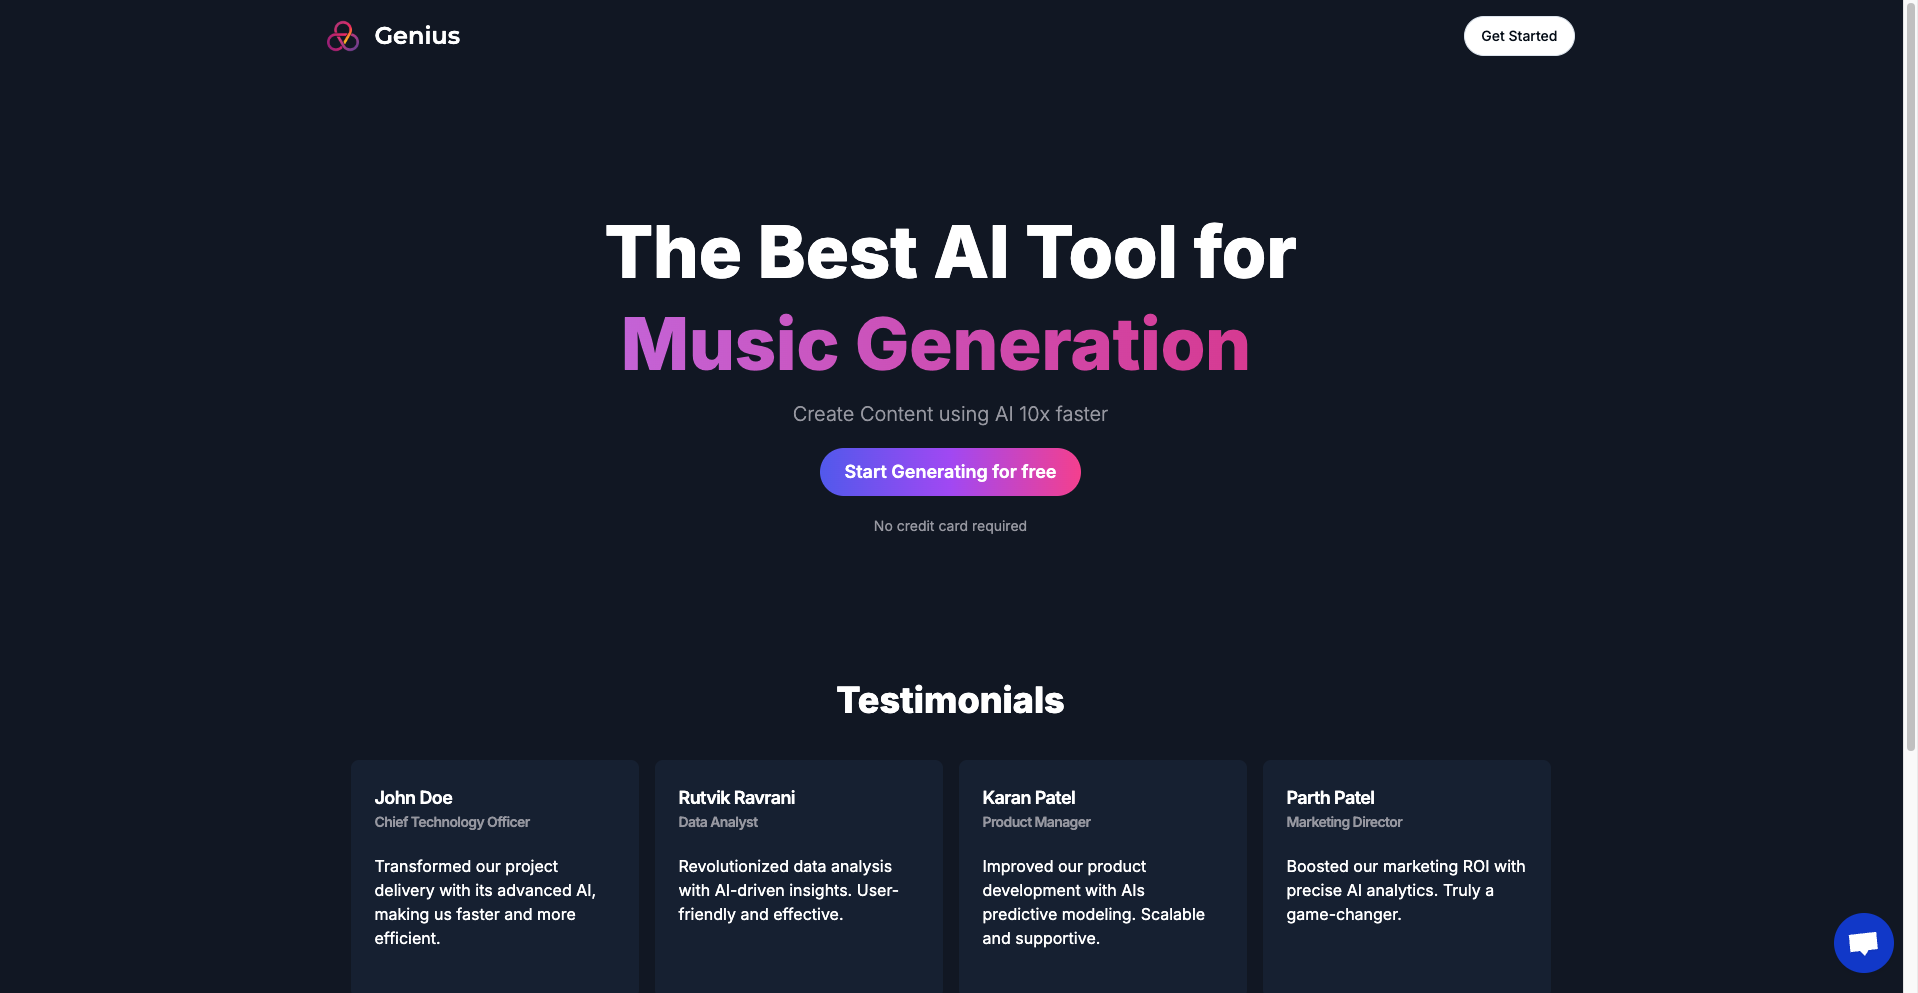 Genius
Get Started
The Best AI Tool for
Music Generation
Create Content using AI 10x faster
Start Generating for free
No credit card required
Testimonials
John Doe
Chief Technology Officer
Transformed our project
delivery with its advanced AI,
making us faster and more
efficient.
Rutvik Ravrani
Data Analyst
Revolutionized data analysis
with AI-driven insights. User-
friendly and effective.
Karan Patel
Product Manager
Improved our product
development with AIs
predictive modeling. Scalable
and supportive.
Parth Patel
Marketing Director
Boosted our marketing ROI with
precise AI analytics. Truly a
game-changer.